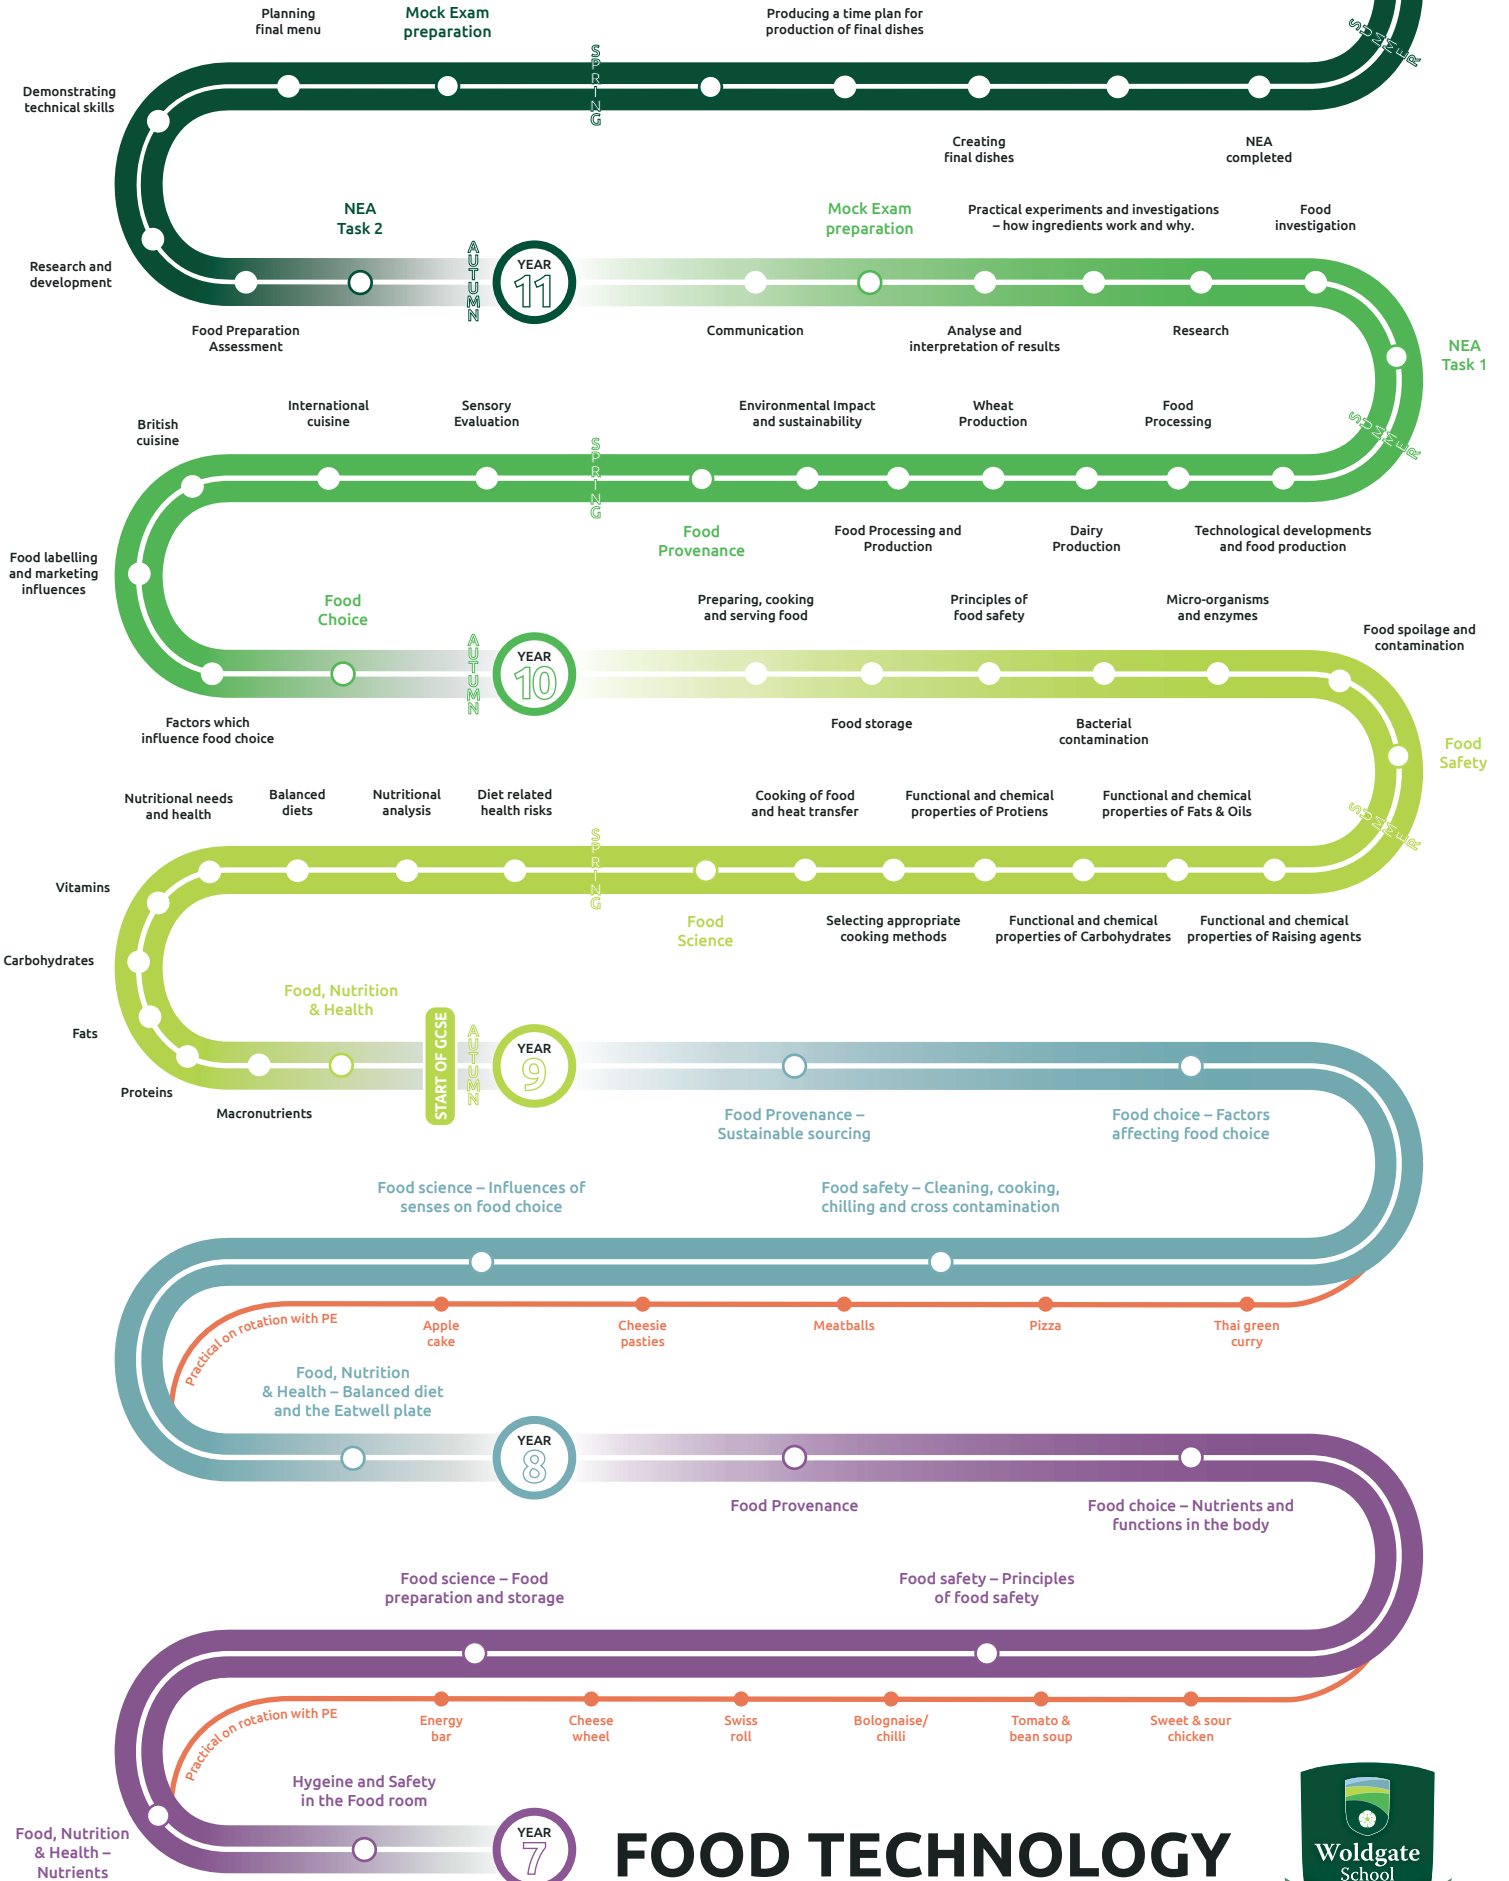 Planning
final menu
Mock Exam
preparation
Producing a time plan for
production of final dishes
SUMMER
SPRING
Demonstrating
technical skills
Creating
final dishes
NEA
completed
NEA
Task 2
Mock Exam
preparation
Practical experiments and investigations
– how ingredients work and why.
Food
investigation
Research and
development
AUTUMN
YEAR
11
Food Preparation
Assessment
Communication
Analyse and
interpretation of results
Research
NEA
Task 1
British
cuisine
International
cuisine
Sensory
Evaluation
Environmental Impact
and sustainability
Wheat
Production
Food
Processing
SUMMER
SPRING
Food
Provenance
Food Processing and
Production
Dairy
Production
Technological developments
and food production
Food labelling
and marketing
influences
Food
Choice
Preparing, cooking
and serving food
Principles of
food safety
Micro-organisms
and enzymes
Food spoilage and
contamination
AUTUMN
YEAR
10
Factors which
influence food choice
Food storage
Bacterial
contamination
Food
Safety
Nutritional needs
and health
Balanced
diets
Nutritional
analysis
Diet related
health risks
Cooking of food
and heat transfer
Functional and chemical
properties of Protiens
Functional and chemical
properties of Fats & Oils
SUMMER
SPRING
Vitamins
Food
Science
Selecting appropriate
cooking methods
Functional and chemical
properties of Carbohydrates
Functional and chemical
properties of Raising agents
Carbohydrates
Food, Nutrition
& Health
Fats
START OF GCSE
AUTUMN
YEAR
9
Proteins
Macronutrients
Food Provenance –
Sustainable sourcing
Food choice – Factors
affecting food choice
Food science – Influences of
senses on food choice
Food safety – Cleaning, cooking,
chilling and cross contamination
Practical on rotation with PE
Apple
cake
Cheesie
pasties
Meatballs
Pizza
Thai green
curry
Food, Nutrition
& Health – Balanced diet
and the Eatwell plate
YEAR
8
Food Provenance
Food choice – Nutrients and
functions in the body
Food science – Food
preparation and storage
Food safety – Principles
of food safety
Practical on rotation with PE
Energy
bar
Cheese
wheel
Swiss
roll
Bolognaise/
chilli
Tomato &
bean soup
Sweet & sour
chicken
Hygeine and Safety
in the Food room
Food, Nutrition
& Health –
Nutrients
YEAR
7
FOOD TECHNOLOGY
Woldgate
School